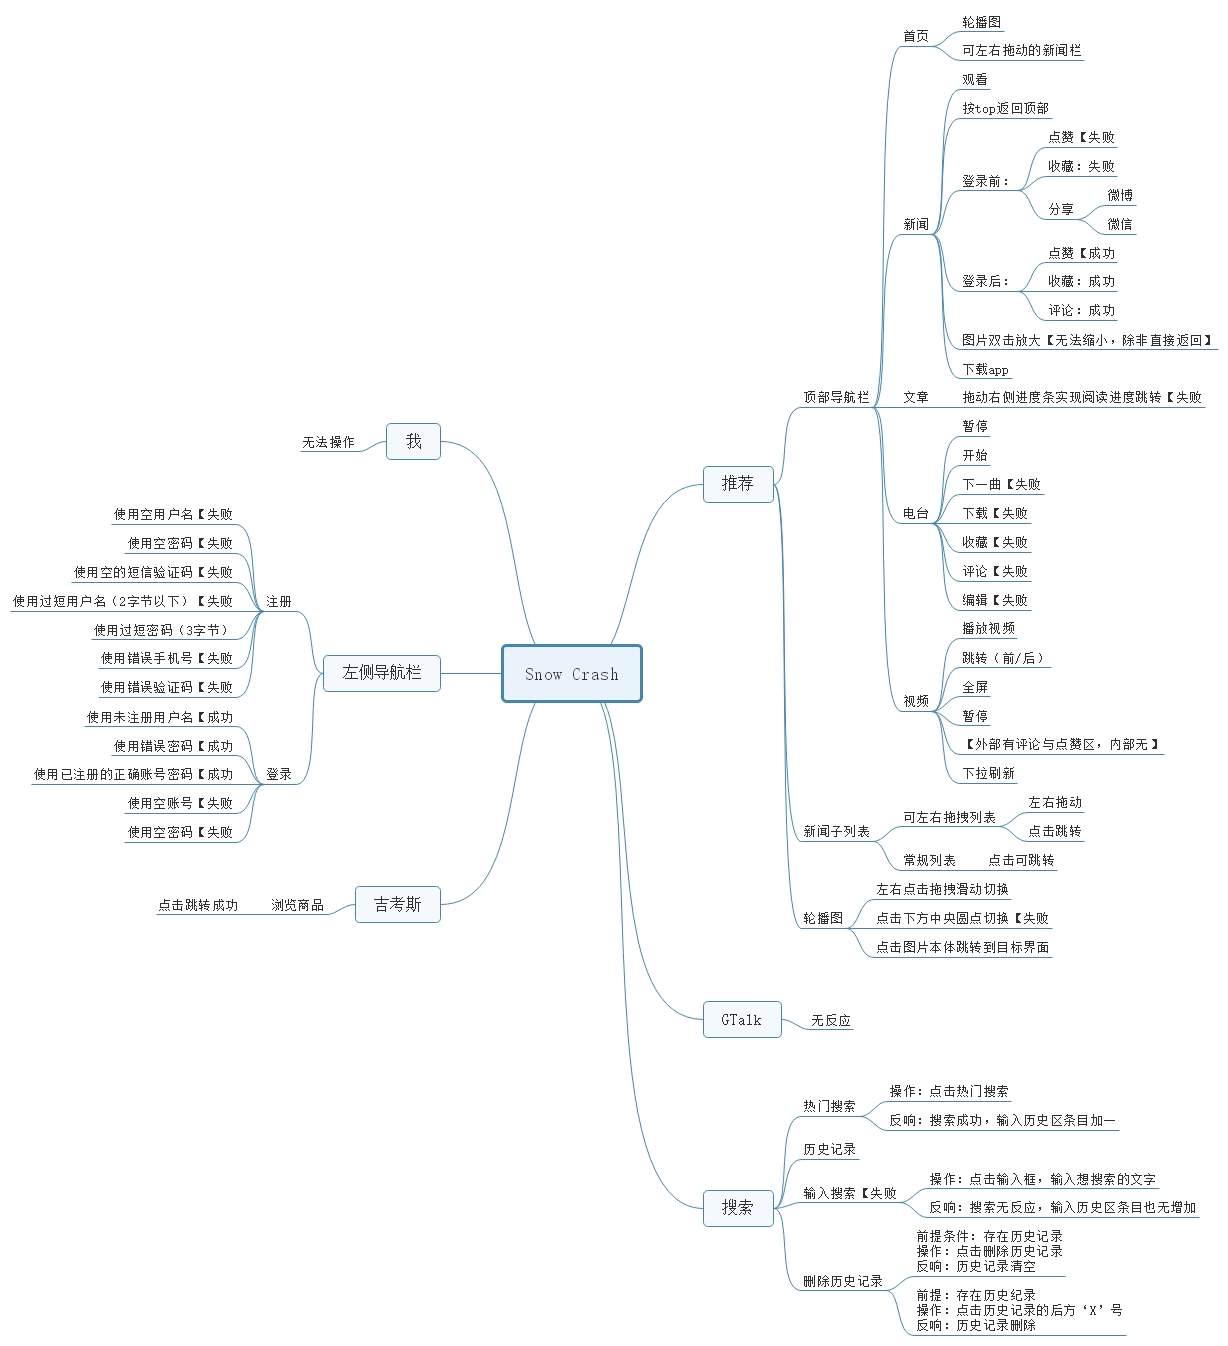 Snow Crash
推荐
顶部导航栏
首页
轮播图
可左右拖动的新闻栏
新闻
观看
按top返回顶部
登录前：
点赞【失败
收藏：失败
分享
微博
微信
登录后：
点赞【成功
收藏：成功
评论：成功
图片双击放大【无法缩小，除非直接返回】
下载app
文章
拖动右侧进度条实现阅读进度跳转【失败
电台
暂停
开始
下一曲【失败
下载【失败
收藏【失败
评论【失败
编辑【失败
视频
播放视频
跳转（前/后）
全屏
暂停
【外部有评论与点赞区，内部无】
下拉刷新
新闻子列表
可左右拖拽列表
左右拖动
点击跳转
常规列表
点击可跳转
轮播图
左右点击拖拽滑动切换
点击下方中央圆点切换【失败
点击图片本体跳转到目标界面
GTalk
无反应
搜索
热门搜索
操作：点击热门搜索
反响：搜索成功，输入历史区条目加一
历史记录
输入搜索【失败
操作：点击输入框，输入想搜索的文字
反响：搜索无反应，输入历史区条目也无增加
删除历史记录
前提条件：存在历史记录
操作：点击删除历史记录
反响：历史记录清空
前提：存在历史纪录
操作：点击历史记录的后方‘X’号
反响：历史记录删除
我
无法操作
左侧导航栏
注册
使用空用户名【失败
使用空密码【失败
使用空的短信验证码【失败
使用过短用户名（2字节以下）【失败
使用过短密码（3字节）
使用错误手机号【失败
使用错误验证码【失败
登录
使用未注册用户名【成功
使用错误密码【成功
使用已注册的正确账号密码【成功
使用空账号【失败
使用空密码【失败
吉考斯
浏览商品
点击跳转成功